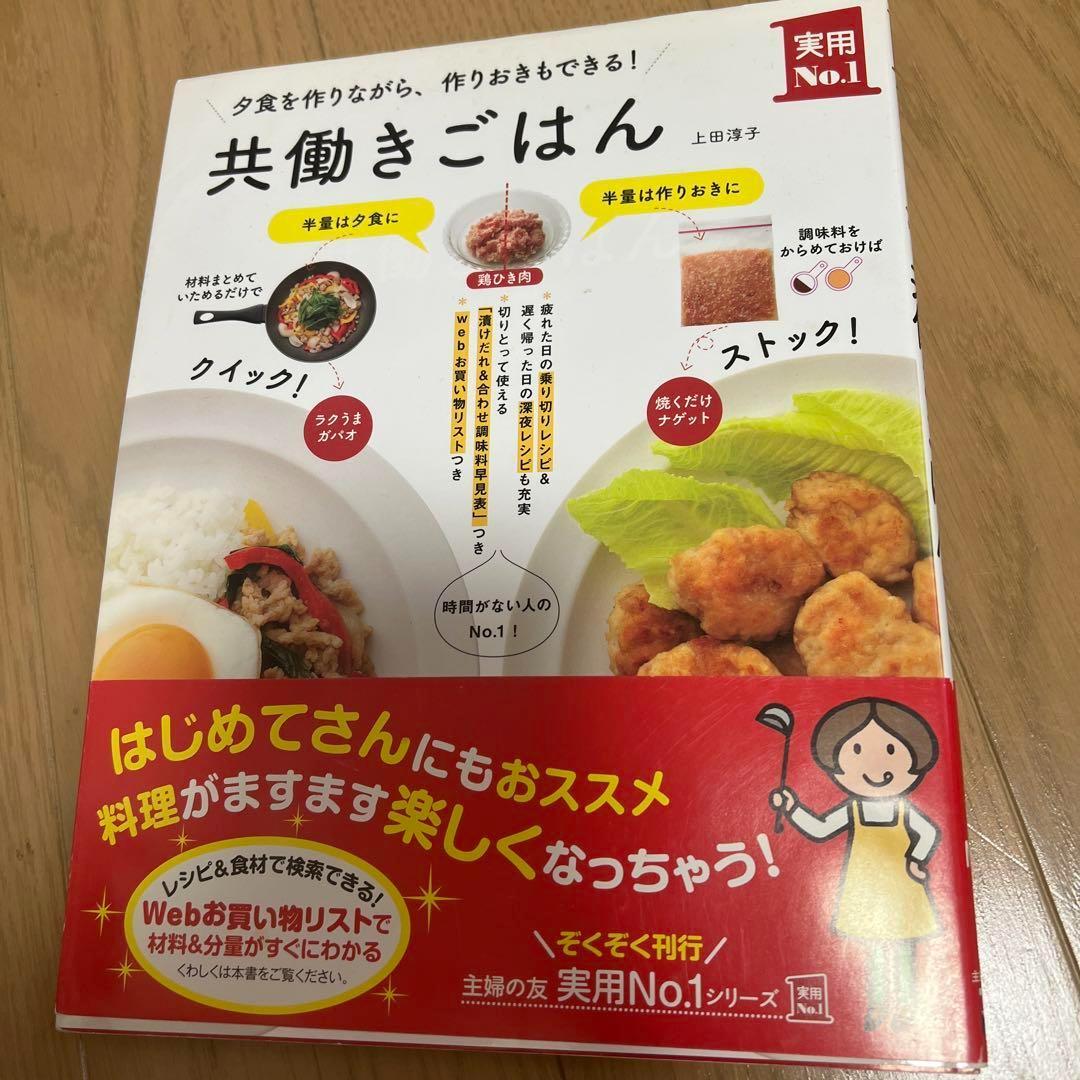 実用
No.1
夕食を作りながら、作りおきもできる!
共働きごはん
上田淳子
半量は夕食に
半量は作りおきに
鶏ひき肉
材料まとめて
いためるだけで
クイック!
ラクうま
ガパオ
調味料を
からめておけば
ストック!
焼くだけ
ナゲット
*疲れた日の乗り切りレシピ&
遅く帰った日の深夜レシピも充実
*切りとって使える
「漬けだれ&合わせ調味料早見表」つき
*webお買い物リストつき
時間がない人の
No.1!
はじめてさんにもおススメ
料理がますます楽しくなっちゃう!
レシピ&食材で検索できる!
Webお買い物リストで
材料&分量がすぐにわかる
くわしくは本書をご覧ください。
ぞくぞく刊行
主婦の友 実用No.1シリーズ
実用
No.1